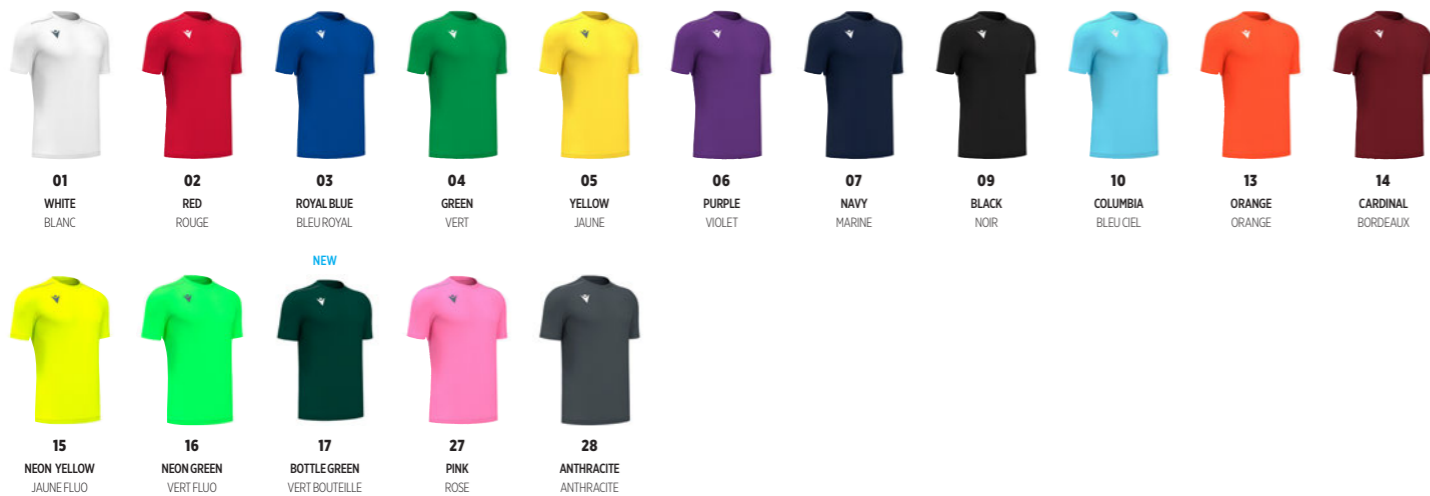 01 02 03 04 05 06 07 09 10 13 14
WHITE RED ROYAL BLUE GREEN YELLOW PURPLE NAVY BLACK COLUMBIA ORANGE CARDINAL
BLANC ROUGE BLEU ROYAL VERT JAUNE VIOLET MARINE NOIR BLEU CIEL ORANGE BORDEAUX
NEW
15 16 17 27 28
NEON YELLOW NEON GREEN BOTTLE GREEN PINK ANTHRACITE
JAUNE FLUO VERT FLUO VERT BOUTEILLE ROSE ANTHRACITE